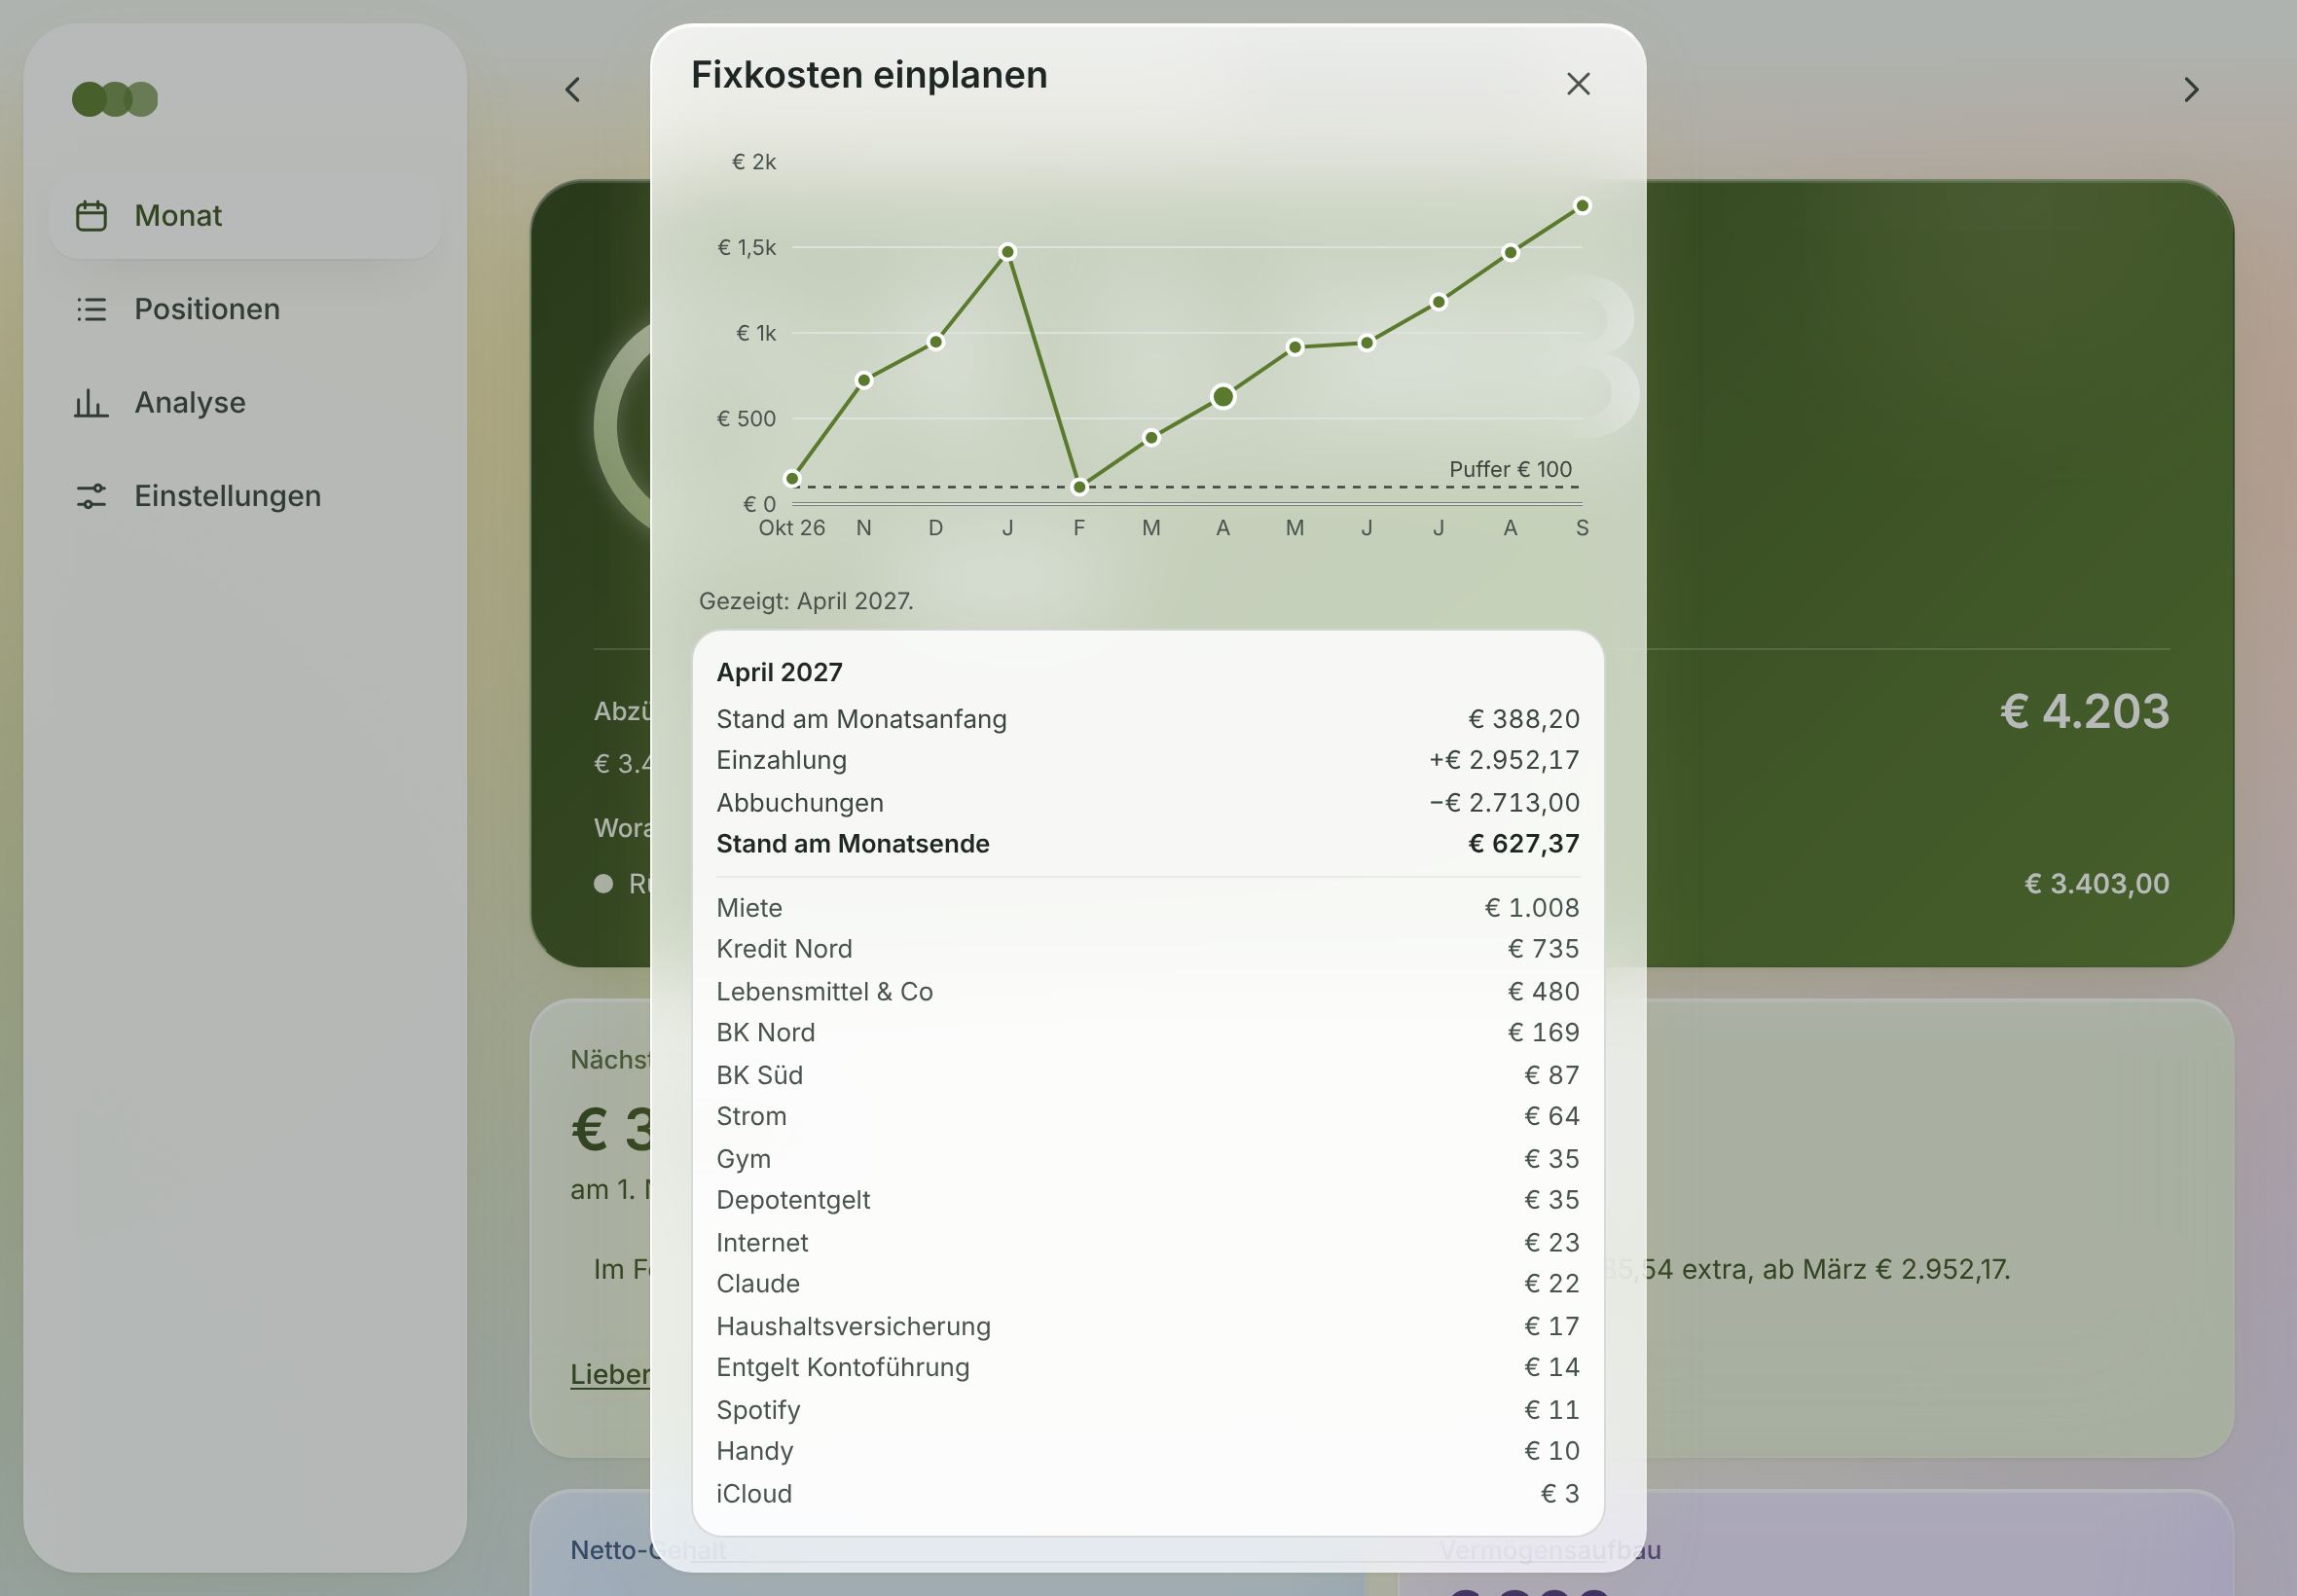 Fixkosten einplanen
Monat
Positionen
Analyse
Einstellungen
€ 2k
€ 1,5k
€ 1k
€ 500
Puffer € 100
€ 0
Okt 26 N D J F M A M J J A S
Gezeigt: April 2027.
April 2027
Stand am Monatsanfang € 388,20
Einzahlung +€ 2.952,17
Abbuchungen −€ 2.713,00
Stand am Monatsende € 627,37
Miete € 1.008
Kredit Nord € 735
Lebensmittel & Co € 480
BK Nord € 169
BK Süd € 87
Strom € 64
Gym € 35
Depotentgelt € 35
Internet € 23
Claude € 22
Haushaltsversicherung € 17
Entgelt Kontoführung € 14
Spotify € 11
Handy € 10
iCloud € 3
€ 4.203
€ 3.403,00
am 1.
54 extra, ab März € 2.952,17.
Netto-Gehalt
Vermögensaufbau